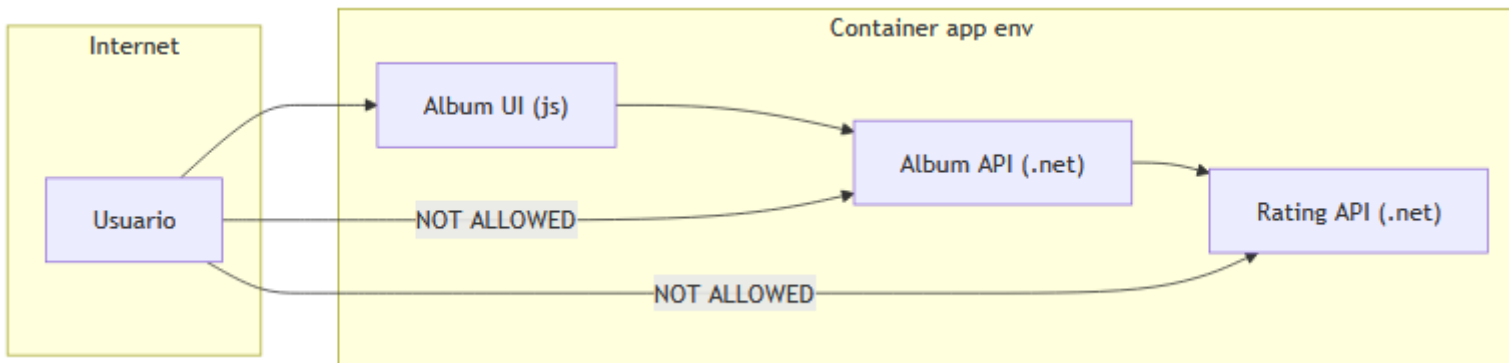 Internet
Container app env
Album UI (js)
Album API (.net)
Usuario
NOT ALLOWED
Rating API (.net)
NOT ALLOWED